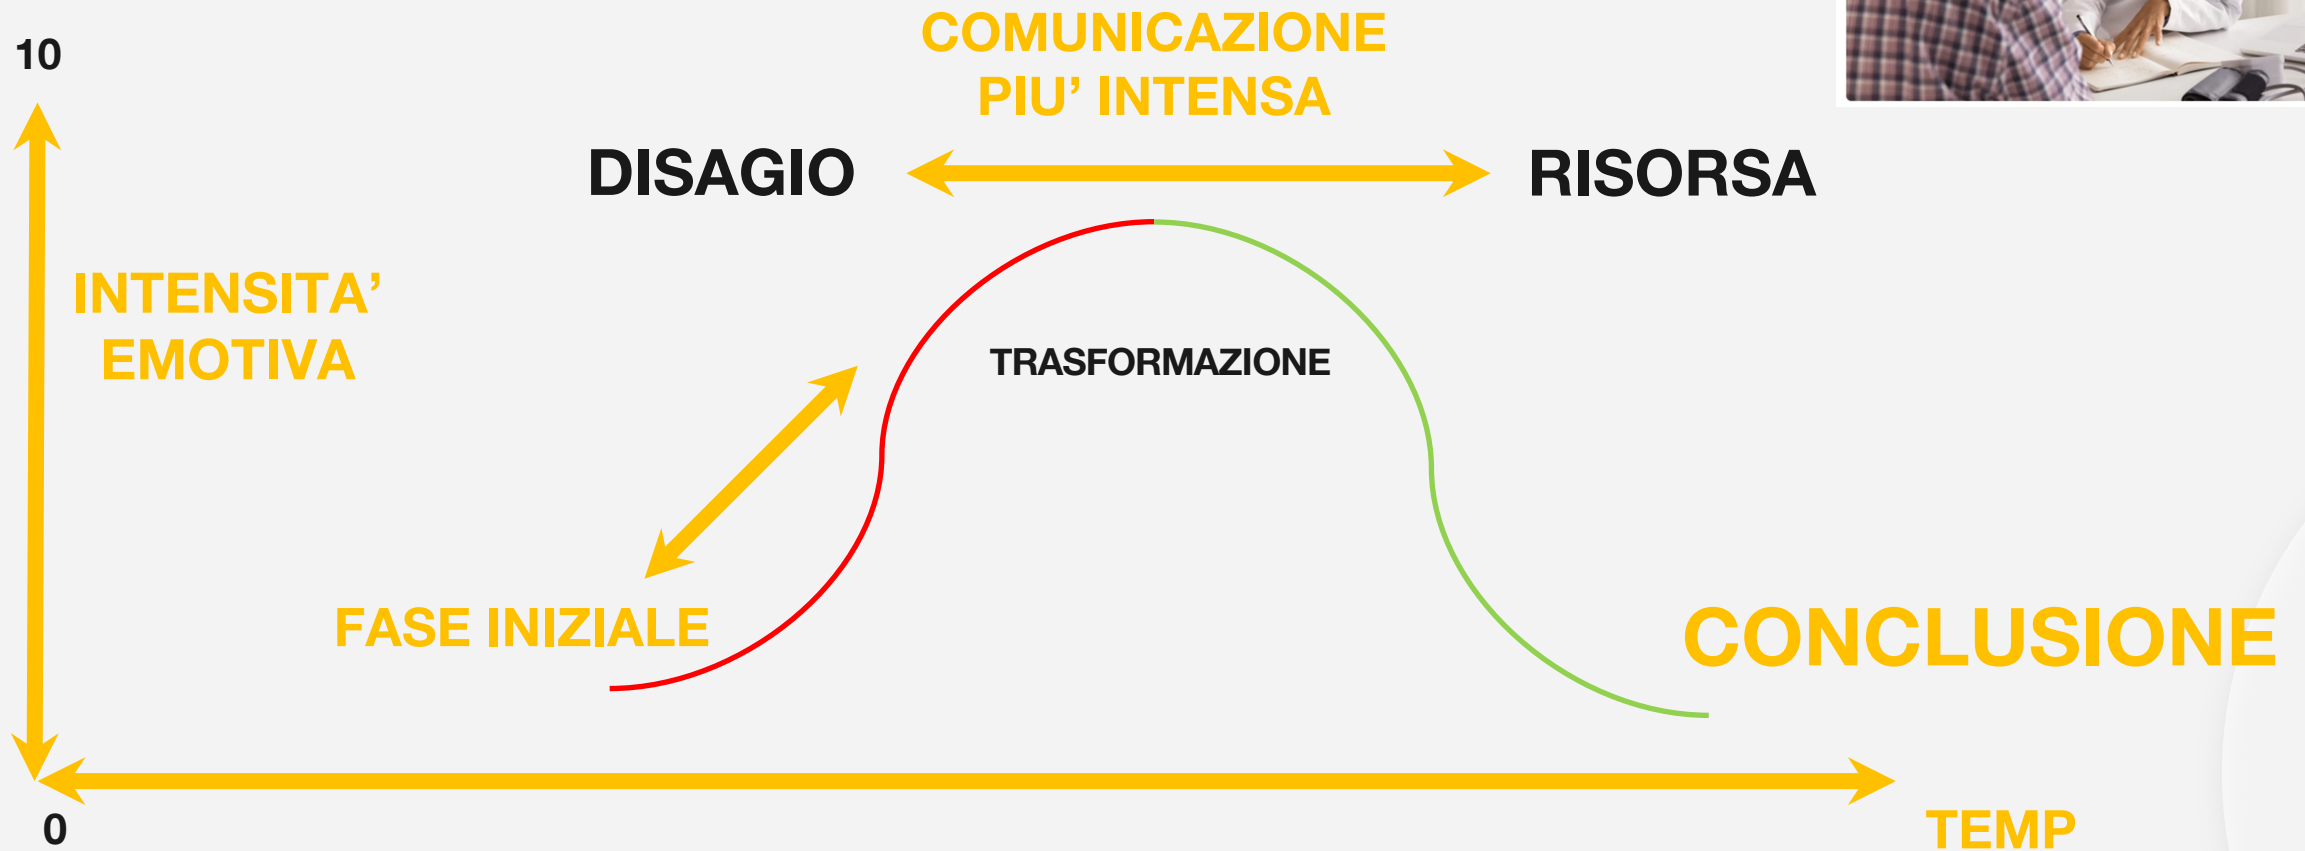 10
COMUNICAZIONE
PIU’ INTENSA
DISAGIO
RISORSA
INTENSITA’
EMOTIVA
TRASFORMAZIONE
FASE INIZIALE
CONCLUSIONE
0
TEMP